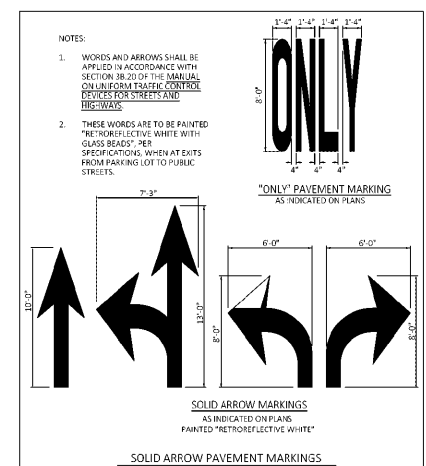 NOTES:
1. WORDS AND ARROWS SHALL BE
APPLIED IN ACCORDANCE WITH
SECTION 3B.20 OF THE MANUAL
ON UNIFORM TRAFFIC CONTROL
DEVICES FOR STREETS AND
HIGHWAYS.
2. THESE WORDS ARE TO BE PAINTED
"RETROREFLECTIVE WHITE WITH
GLASS BEADS", PER
SPECIFICATIONS, WHEN AT EXITS
FROM PARKING LOT TO PUBLIC
STREETS.
1'-4" 1'-4" 1'-4" 1'-4"
8'-0"
ONLY
4" 4" 4"
"ONLY" PAVEMENT MARKING
AS INDICATED ON PLANS
7'-3"
10'-0"
13'-0"
6'-0" 6'-0"
8'-0"
8'-0"
SOLID ARROW MARKINGS
AS INDICATED ON PLANS
PAINTED "RETROREFLECTIVE WHITE"
SOLID ARROW PAVEMENT MARKINGS